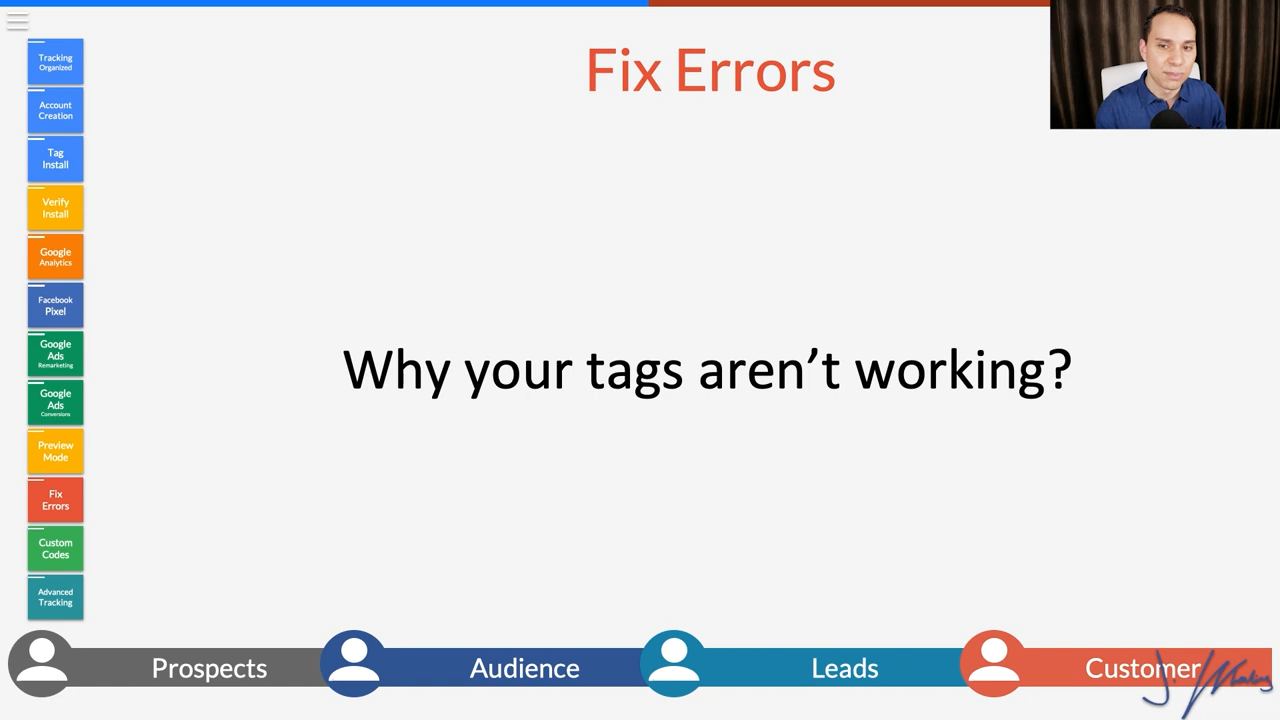 Fix Errors
Tracking
Organized
Account
Creation
Tag
Install
Verify
Install
Google
Analytics
Facebook
Pixel
Google
Ads
Remarketing
Google
Ads
Conversions
Preview
Mode
Fix
Errors
Custom
Codes
Advanced
Tracking
Why your tags aren’t working?
Prospects
Audience
Leads
Customer